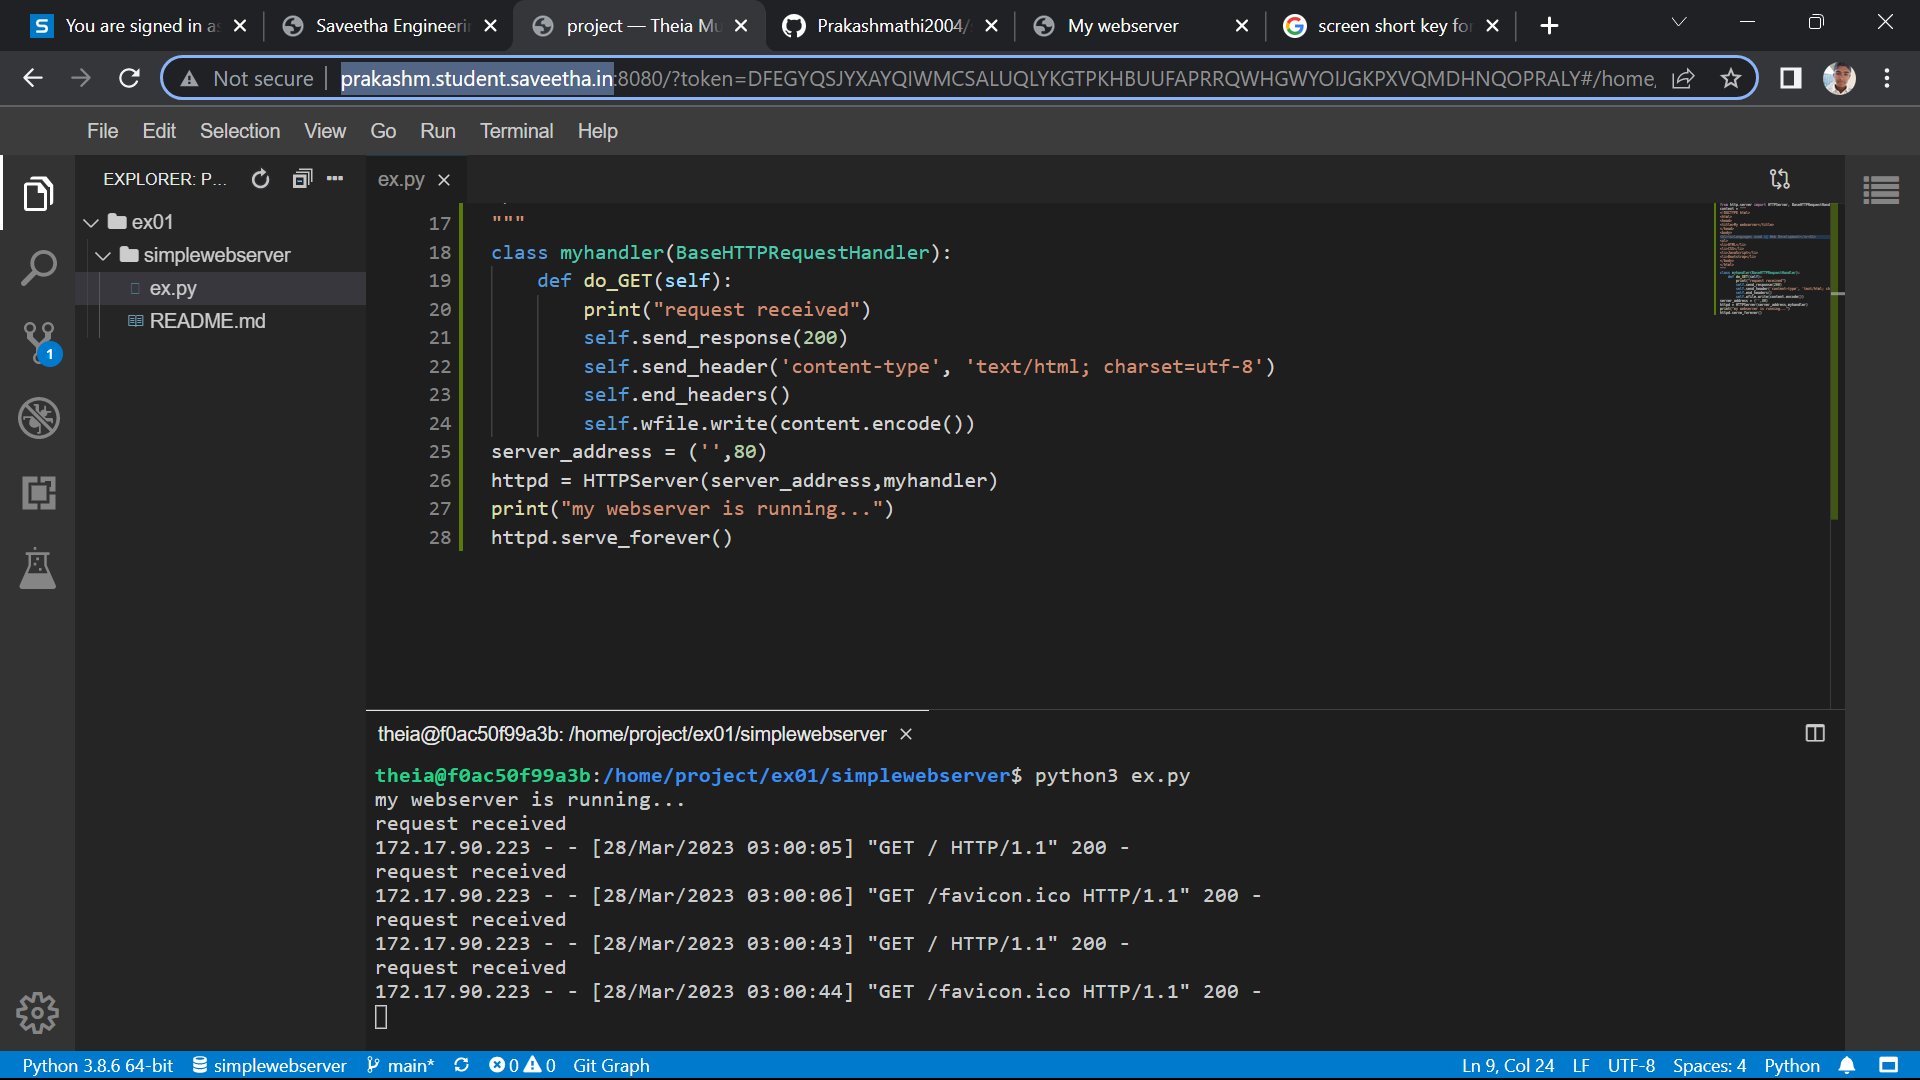 You are signed in as
Saveetha Engineerin
project — Theia Mu
Prakashmathi2004/s
My webserver
screen short key for
Not secure
prakashm.student.saveetha.in:8080/?token=DFEGYQSJYXAYQIWMCSALUQLYKGTPKHBUUFAPRRQWHGWYOIJGKPXVQMDHNQOPRALY#/home,
File Edit Selection View Go Run Terminal Help
EXPLORER: P...
ex01
simplewebserver
ex.py
README.md
1
ex.py
17 """
18 class myhandler(BaseHTTPRequestHandler):
19 def do_GET(self):
20 print("request received")
21 self.send_response(200)
22 self.send_header('content-type', 'text/html; charset=utf-8')
23 self.end_headers()
24 self.wfile.write(content.encode())
25 server_address = ('',80)
26 httpd = HTTPServer(server_address,myhandler)
27 print("my webserver is running...")
28 httpd.serve_forever()
theia@f0ac50f99a3b: /home/project/ex01/simplewebserver
theia@f0ac50f99a3b:/home/project/ex01/simplewebserver$ python3 ex.py
my webserver is running...
request received
172.17.90.223 - - [28/Mar/2023 03:00:05] "GET / HTTP/1.1" 200 -
request received
172.17.90.223 - - [28/Mar/2023 03:00:06] "GET /favicon.ico HTTP/1.1" 200 -
request received
172.17.90.223 - - [28/Mar/2023 03:00:43] "GET / HTTP/1.1" 200 -
request received
172.17.90.223 - - [28/Mar/2023 03:00:44] "GET /favicon.ico HTTP/1.1" 200 -
Python 3.8.6 64-bit simplewebserver main* 0 0 Git Graph Ln 9, Col 24 LF UTF-8 Spaces: 4 Python